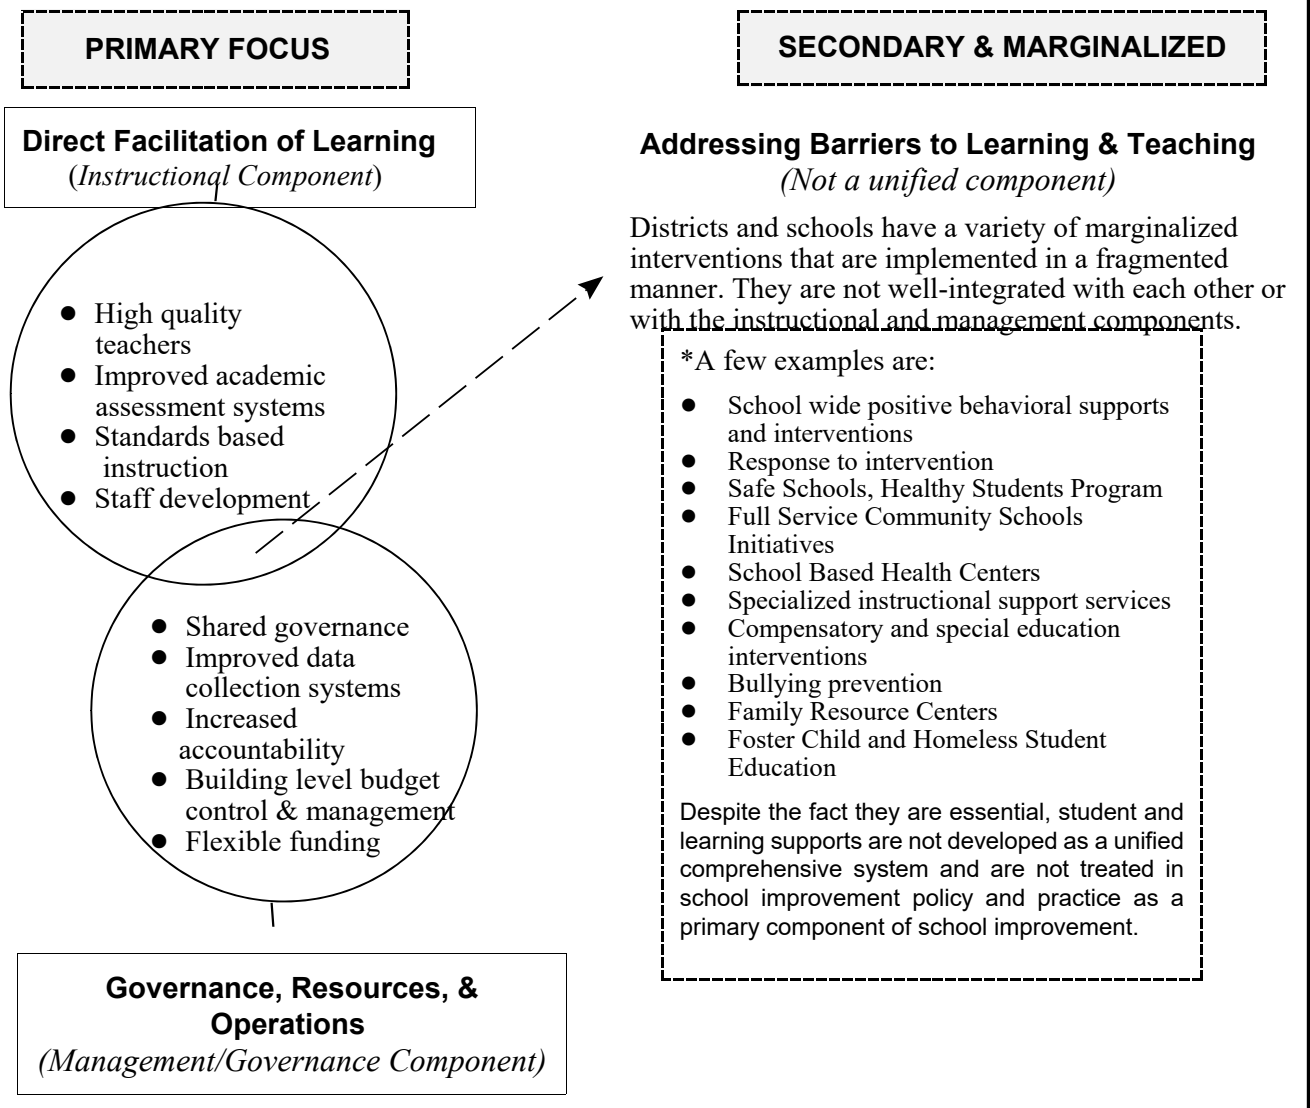 PRIMARY FOCUS
Direct Facilitation of Learning
(Instructional Component)
● High quality
teachers
● Improved academic
assessment systems
● Standards based
instruction
● Staff development
● Shared governance
● Improved data
collection systems
● Increased
accountability
● Building level budget
control & management
● Flexible funding
Governance, Resources, &
Operations
(Management/Governance Component)
SECONDARY & MARGINALIZED
Addressing Barriers to Learning & Teaching
(Not a unified component)
Districts and schools have a variety of marginalized
interventions that are implemented in a fragmented
manner. They are not well-integrated with each other or
with the instructional and management components.
*A few examples are:
● School wide positive behavioral supports
and interventions
● Response to intervention
● Safe Schools, Healthy Students Program
● Full Service Community Schools
Initiatives
● School Based Health Centers
● Specialized instructional support services
● Compensatory and special education
interventions
● Bullying prevention
● Family Resource Centers
● Foster Child and Homeless Student
Education
Despite the fact they are essential, student and
learning supports are not developed as a unified
comprehensive system and are not treated in
school improvement policy and practice as a
primary component of school improvement.